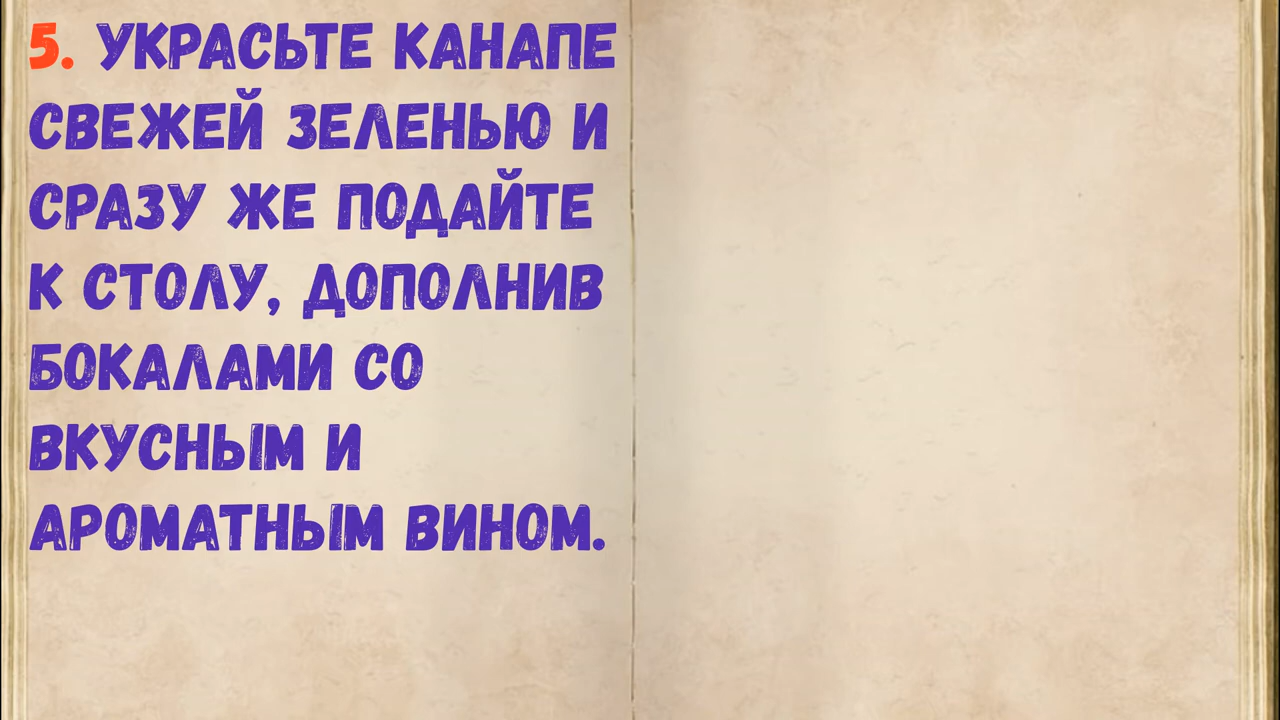 5. УКРАСЬТЕ КАНАПЕ
СВЕЖЕЙ ЗЕЛЕНЬЮ И
СРАЗУ ЖЕ ПОДАЙТЕ
К СТОЛУ, ДОПОЛНИВ
БОКАЛАМИ СО
ВКУСНЫМ И
АРОМАТНЫМ ВИНОМ.